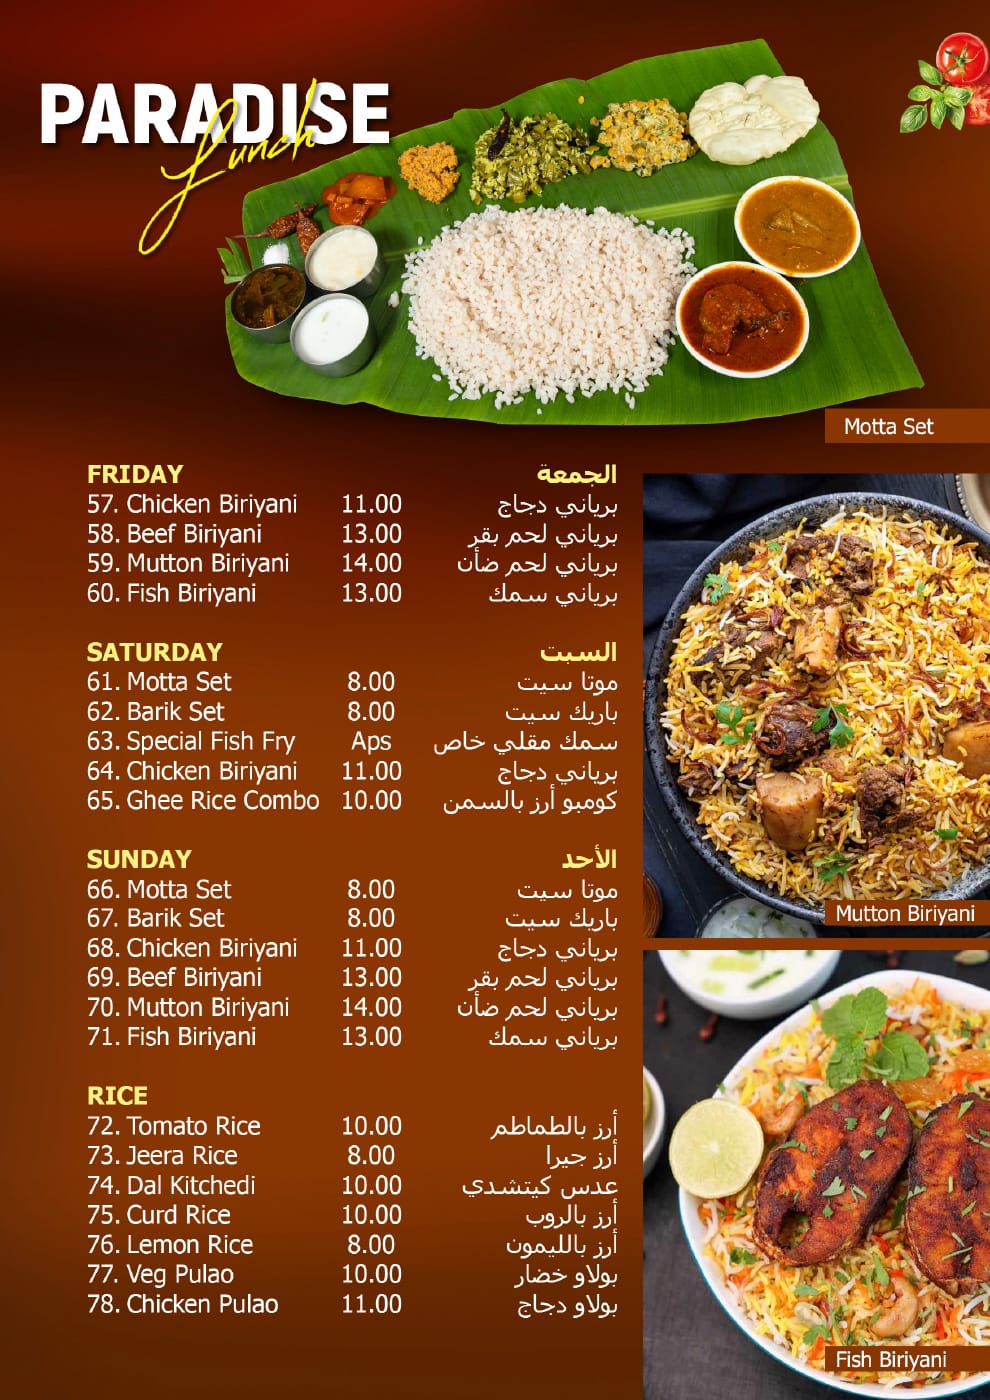 PARADISE
Lunch
Motta Set
FRIDAY الجمعة
57. Chicken Biriyani 11.00 برياني دجاج
58. Beef Biriyani 13.00 برياني لحم بقر
59. Mutton Biriyani 14.00 برياني لحم ضأن
60. Fish Biriyani 13.00 برياني سمك
SATURDAY السبت
61. Motta Set 8.00 موتا سيت
62. Barik Set 8.00 باريك سيت
63. Special Fish Fry Aps سمك مقلي خاص
64. Chicken Biriyani 11.00 برياني دجاج
65. Ghee Rice Combo 10.00 كومبو أرز بالسمن
SUNDAY الأحد
66. Motta Set 8.00 موتا سيت
67. Barik Set 8.00 باريك سيت
68. Chicken Biriyani 11.00 برياني دجاج
69. Beef Biriyani 13.00 برياني لحم بقر
70. Mutton Biriyani 14.00 برياني لحم ضأن
71. Fish Biriyani 13.00 برياني سمك
RICE
72. Tomato Rice 10.00 أرز بالطماطم
73. Jeera Rice 8.00 أرز جيرا
74. Dal Kitchedi 10.00 عدس كيتشدي
75. Curd Rice 10.00 أرز بالروب
76. Lemon Rice 8.00 أرز بالليمون
77. Veg Pulao 10.00 بولاو خضار
78. Chicken Pulao 11.00 بولاو دجاج
Mutton Biriyani
Fish Biriyani